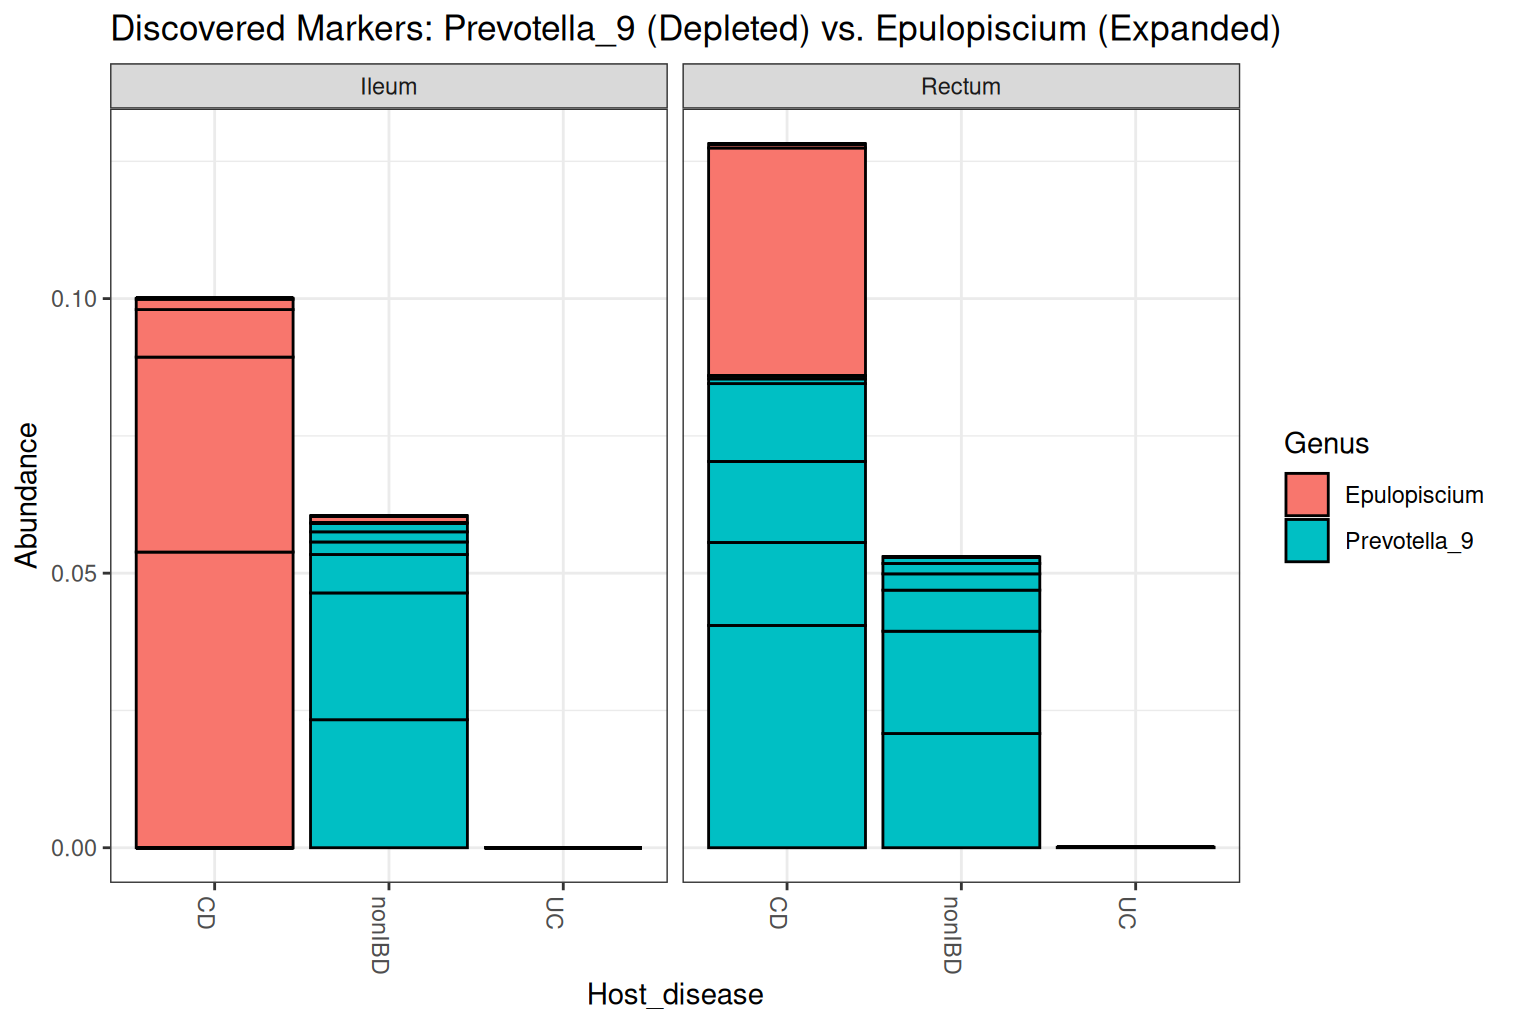 Discovered Markers: Prevotella_9 (Depleted) vs. Epulopiscium (Expanded)
Ileum
Rectum
Abundance
0.10
0.05
0.00
CD
nonIBD
UC
CD
nonIBD
UC
Host_disease
Genus
Epulopiscium
Prevotella_9